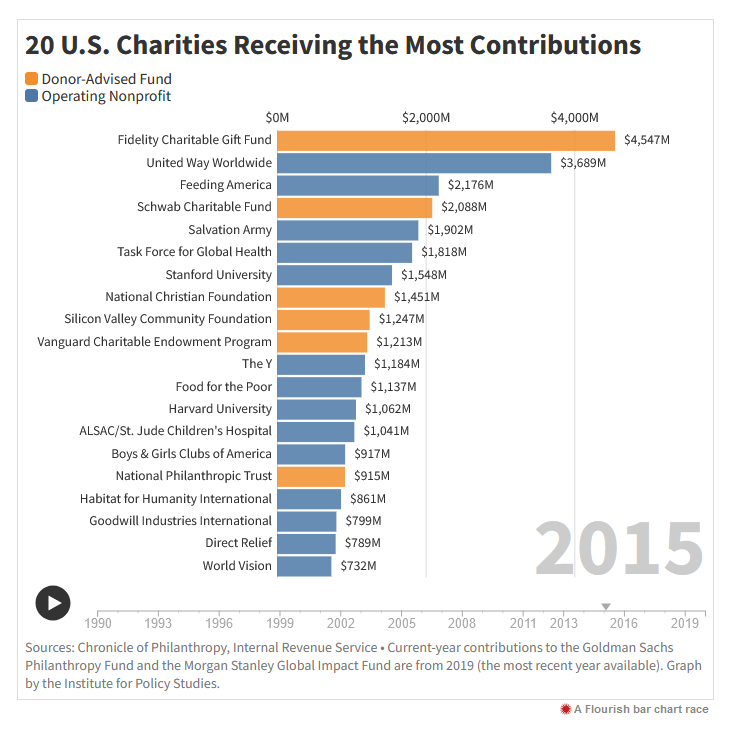 20 U.S. Charities Receiving the Most Contributions
Donor-Advised Fund
Operating Nonprofit
$0M $2,000M $4,000M
Fidelity Charitable Gift Fund $4,547M
United Way Worldwide $3,689M
Feeding America $2,176M
Schwab Charitable Fund $2,088M
Salvation Army $1,902M
Task Force for Global Health $1,818M
Stanford University $1,548M
National Christian Foundation $1,451M
Silicon Valley Community Foundation $1,247M
Vanguard Charitable Endowment Program $1,213M
The Y $1,184M
Food for the Poor $1,137M
Harvard University $1,062M
ALSAC/St. Jude Children's Hospital $1,041M
Boys & Girls Clubs of America $917M
National Philanthropic Trust $915M
Habitat for Humanity International $861M
Goodwill Industries International $799M
Direct Relief $789M
World Vision $732M
2015
1990 1993 1996 1999 2002 2005 2008 2011 2013 2016 2019
Sources: Chronicle of Philanthropy, Internal Revenue Service • Current-year contributions to the Goldman Sachs
Philanthropy Fund and the Morgan Stanley Global Impact Fund are from 2019 (the most recent year available). Graph
by the Institute for Policy Studies.
A Flourish bar chart race